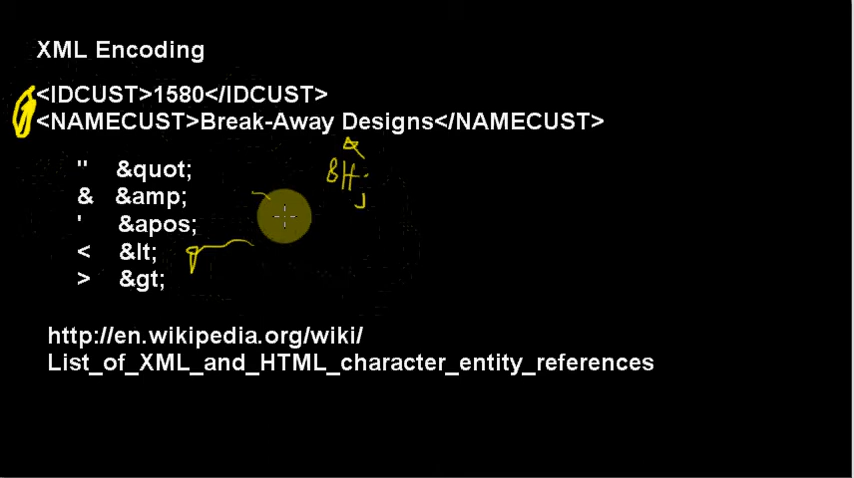 XML Encoding
<IDCUST>1580</IDCUST>
<NAMECUST>Break-Away Designs</NAMECUST>
" &quot;
& &amp;
' &apos;
< &lt;
> &gt;
http://en.wikipedia.org/wiki/
List_of_XML_and_HTML_character_entity_references